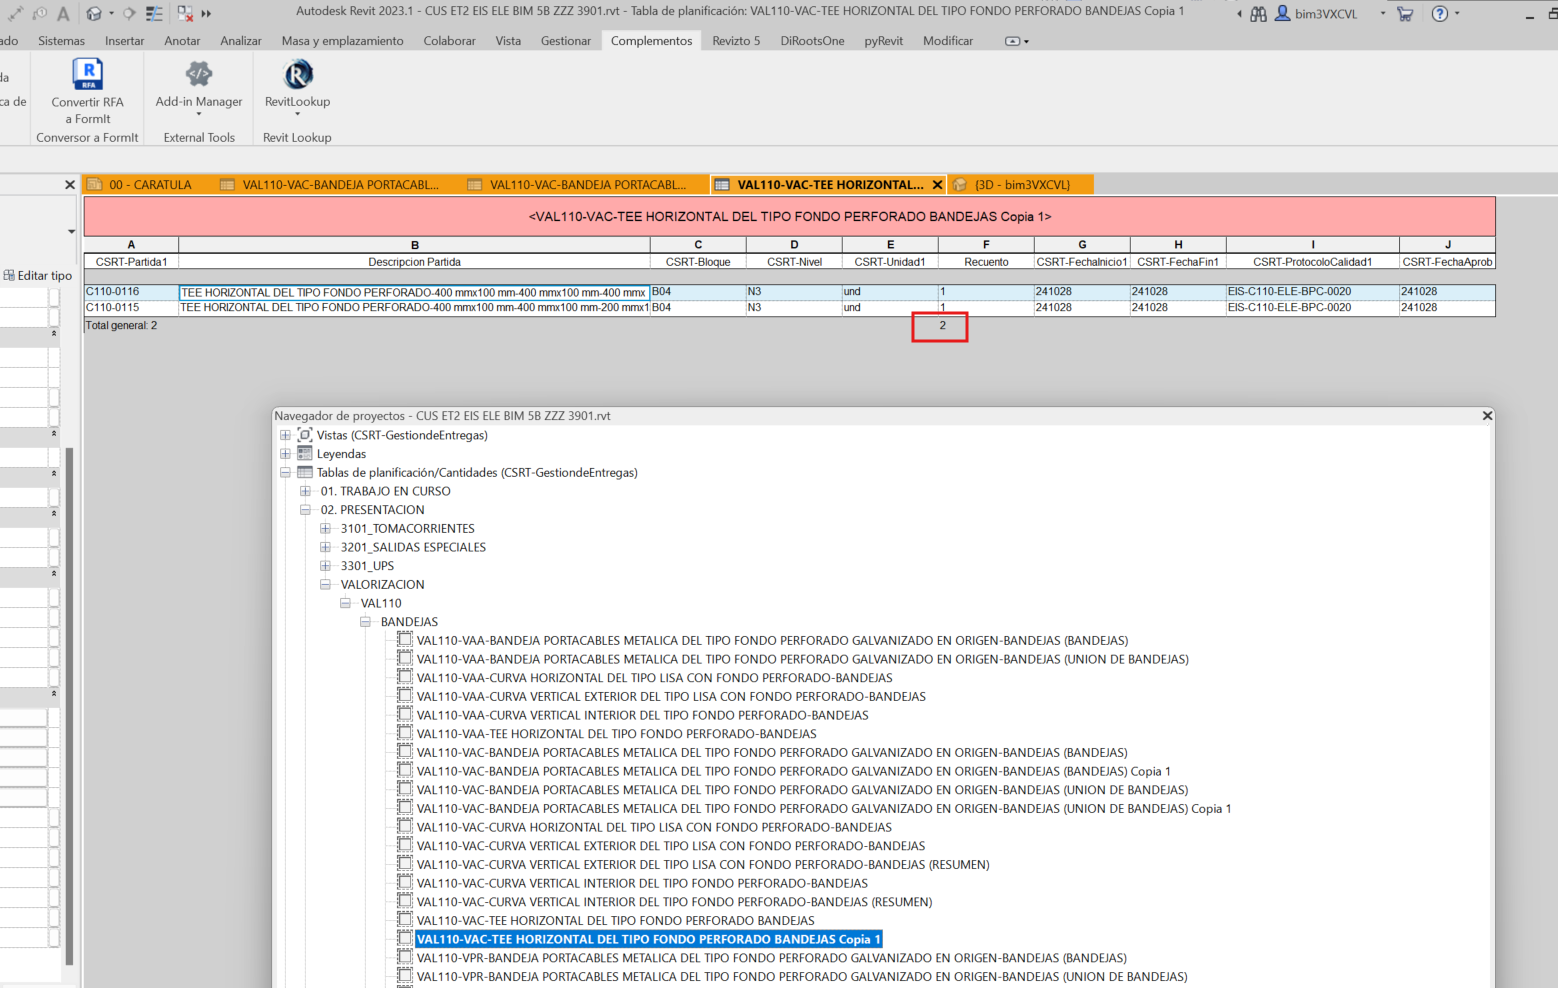 Autodesk Revit 2023.1 - CUS ET2 EIS ELE BIM 5B ZZZ 3901.rvt - Tabla de planificación: VAL110-VAC-TEE HORIZONTAL DEL TIPO FONDO PERFORADO BANDEJAS Copia 1
bim3VXCVL
ado Sistemas Insertar Anotar Analizar Masa y emplazamiento Colaborar Vista Gestionar Complementos Revizto 5 DiRootsOne pyRevit Modificar
da
ca de
R
RFA
Convertir RFA
a FormIt
Add-in Manager
RevitLookup
Conversor a FormIt External Tools Revit Lookup
00 - CARATULA VAL110-VAC-BANDEJA PORTACABL... VAL110-VAC-BANDEJA PORTACABL... VAL110-VAC-TEE HORIZONTAL... {3D - bim3VXCVL}
Editar tipo
<VAL110-VAC-TEE HORIZONTAL DEL TIPO FONDO PERFORADO BANDEJAS Copia 1>
A B C D E F G H I J
CSRT-Partida1 Descripcion Partida CSRT-Bloque CSRT-Nivel CSRT-Unidad1 Recuento CSRT-FechaInicio1 CSRT-FechaFin1 CSRT-ProtocoloCalidad1 CSRT-FechaAprob
C110-0116 TEE HORIZONTAL DEL TIPO FONDO PERFORADO-400 mmx100 mm-400 mmx100 mm-400 mmx B04 N3 und 1 241028 241028 EIS-C110-ELE-BPC-0020 241028
C110-0115 TEE HORIZONTAL DEL TIPO FONDO PERFORADO-400 mmx100 mm-400 mmx100 mm-200 mmx1 B04 N3 und 1 241028 241028 EIS-C110-ELE-BPC-0020 241028
Total general: 2 2
Navegador de proyectos - CUS ET2 EIS ELE BIM 5B ZZZ 3901.rvt
Vistas (CSRT-GestiondeEntregas)
Leyendas
Tablas de planificación/Cantidades (CSRT-GestiondeEntregas)
01. TRABAJO EN CURSO
02. PRESENTACION
3101_TOMACORRIENTES
3201_SALIDAS ESPECIALES
3301_UPS
VALORIZACION
VAL110
BANDEJAS
VAL110-VAA-BANDEJA PORTACABLES METALICA DEL TIPO FONDO PERFORADO GALVANIZADO EN ORIGEN-BANDEJAS (BANDEJAS)
VAL110-VAA-BANDEJA PORTACABLES METALICA DEL TIPO FONDO PERFORADO GALVANIZADO EN ORIGEN-BANDEJAS (UNION DE BANDEJAS)
VAL110-VAA-CURVA HORIZONTAL DEL TIPO LISA CON FONDO PERFORADO-BANDEJAS
VAL110-VAA-CURVA VERTICAL EXTERIOR DEL TIPO LISA CON FONDO PERFORADO-BANDEJAS
VAL110-VAA-CURVA VERTICAL INTERIOR DEL TIPO FONDO PERFORADO-BANDEJAS
VAL110-VAA-TEE HORIZONTAL DEL TIPO FONDO PERFORADO-BANDEJAS
VAL110-VAC-BANDEJA PORTACABLES METALICA DEL TIPO FONDO PERFORADO GALVANIZADO EN ORIGEN-BANDEJAS (BANDEJAS)
VAL110-VAC-BANDEJA PORTACABLES METALICA DEL TIPO FONDO PERFORADO GALVANIZADO EN ORIGEN-BANDEJAS (BANDEJAS) Copia 1
VAL110-VAC-BANDEJA PORTACABLES METALICA DEL TIPO FONDO PERFORADO GALVANIZADO EN ORIGEN-BANDEJAS (UNION DE BANDEJAS)
VAL110-VAC-BANDEJA PORTACABLES METALICA DEL TIPO FONDO PERFORADO GALVANIZADO EN ORIGEN-BANDEJAS (UNION DE BANDEJAS) Copia 1
VAL110-VAC-CURVA HORIZONTAL DEL TIPO LISA CON FONDO PERFORADO-BANDEJAS
VAL110-VAC-CURVA VERTICAL EXTERIOR DEL TIPO LISA CON FONDO PERFORADO-BANDEJAS
VAL110-VAC-CURVA VERTICAL EXTERIOR DEL TIPO LISA CON FONDO PERFORADO-BANDEJAS (RESUMEN)
VAL110-VAC-CURVA VERTICAL INTERIOR DEL TIPO FONDO PERFORADO-BANDEJAS
VAL110-VAC-CURVA VERTICAL INTERIOR DEL TIPO FONDO PERFORADO-BANDEJAS (RESUMEN)
VAL110-VAC-TEE HORIZONTAL DEL TIPO FONDO PERFORADO BANDEJAS
VAL110-VAC-TEE HORIZONTAL DEL TIPO FONDO PERFORADO BANDEJAS Copia 1
VAL110-VPR-BANDEJA PORTACABLES METALICA DEL TIPO FONDO PERFORADO GALVANIZADO EN ORIGEN-BANDEJAS (BANDEJAS)
VAL110-VPR-BANDEJA PORTACABLES METALICA DEL TIPO FONDO PERFORADO GALVANIZADO EN ORIGEN-BANDEJAS (UNION DE BANDEJAS)